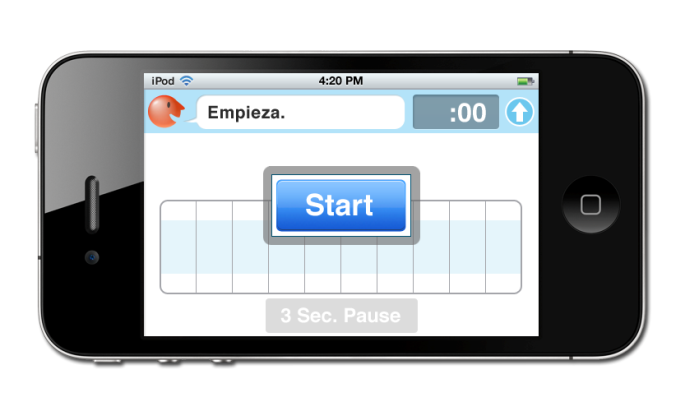 iPod 4:20 PM
Empieza. :00
Start
3 Sec. Pause